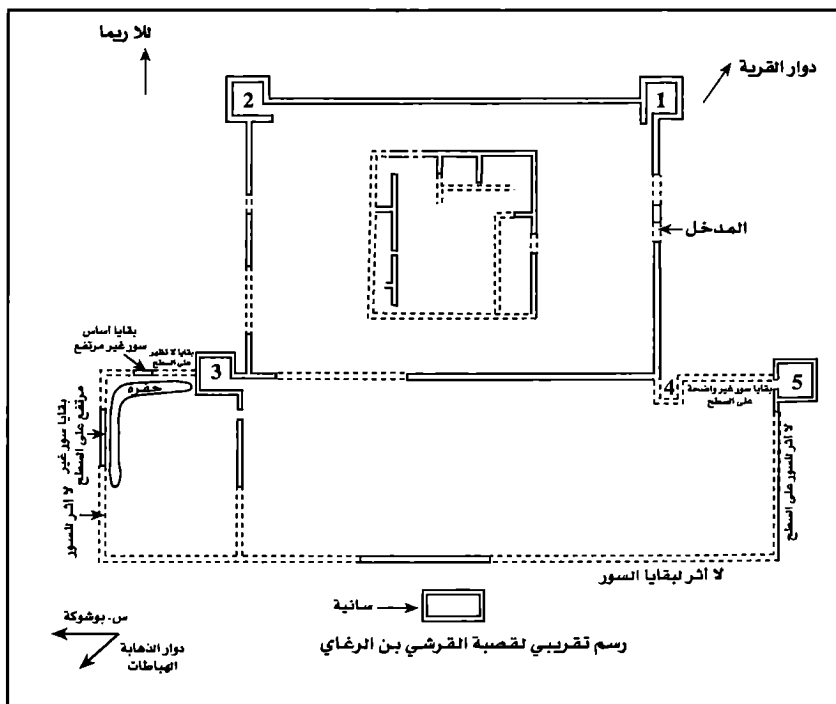 للا ريما
دوار القرية
2
1
المدخل
بقايا اساس
سور غير مرتفع
بقايا لا تظهر
على السطح
3
حفرة
4
بقايا سور غير واضحة
على السطح
5
بقايا سور غير
مرتفع على السطح
لا أثر للسور
لا أثر للسور على السطح
لا أثر لبقايا السور
سانية
س. بوشوكة
دوار الذهابة
الهباطات
رسم تقريبي لقصبة القرشي بن الرغاي